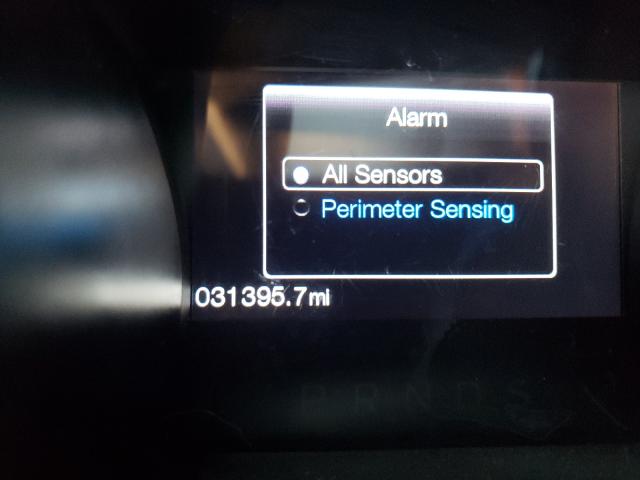 Alarm
All Sensors
Perimeter Sensing
031395.7mi
P R N D S